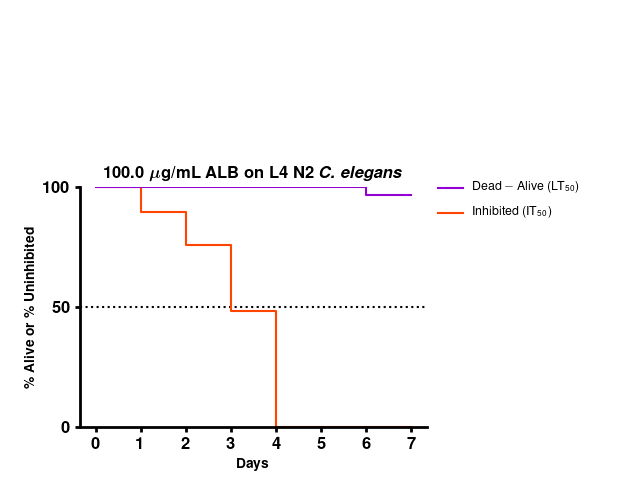 100.0 μg/mL ALB on L4 N2 C. elegans
Dead − Alive (LT₅₀)
Inhibited (IT₅₀)
% Alive or % Uninhibited
100
50
0
0 1 2 3 4 5 6 7
Days